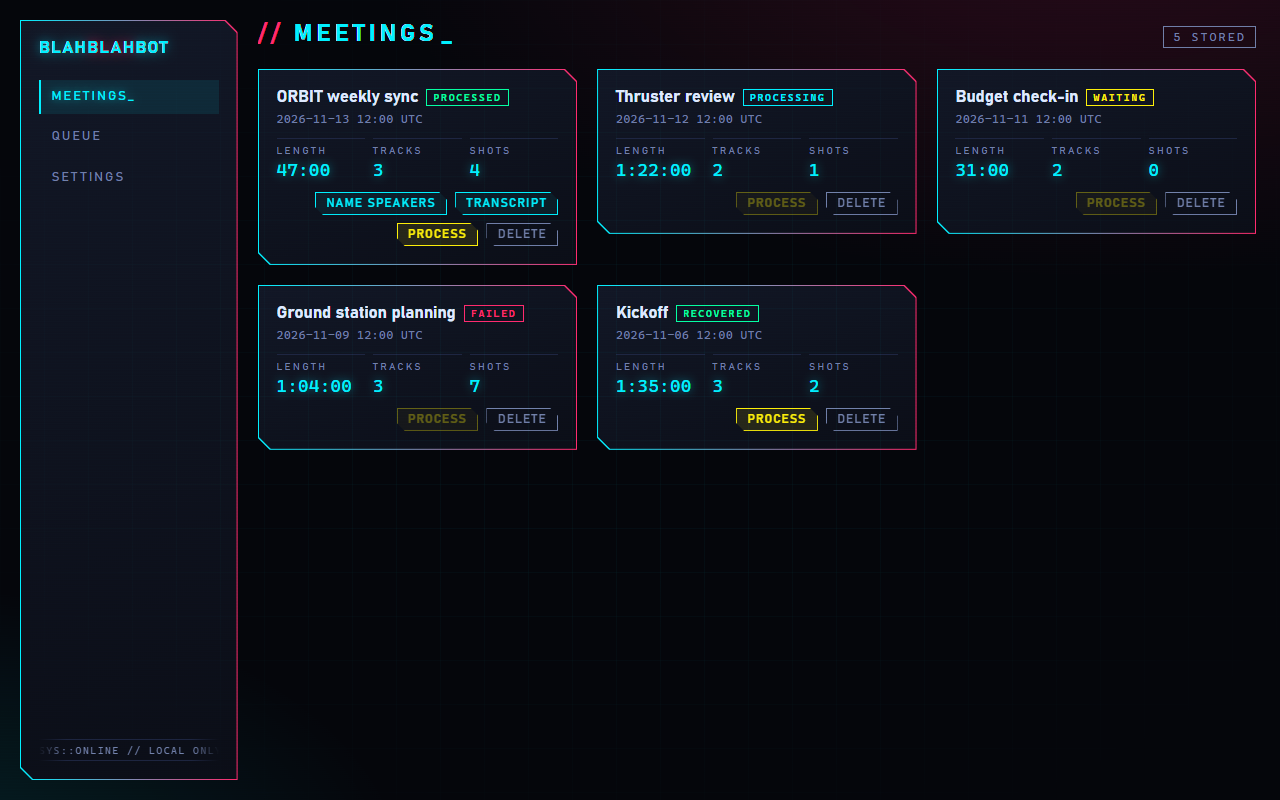 BLAHBLAHBOT
MEETINGS_
QUEUE
SETTINGS
SYS::ONLINE // LOCAL
// MEETINGS_
5 STORED
ORBIT weekly sync PROCESSED
2026-11-13 12:00 UTC
LENGTH TRACKS SHOTS
47:00 3 4
NAME SPEAKERS TRANSCRIPT
PROCESS DELETE
Thruster review PROCESSING
2026-11-12 12:00 UTC
LENGTH TRACKS SHOTS
1:22:00 2 1
PROCESS DELETE
Budget check-in WAITING
2026-11-11 12:00 UTC
LENGTH TRACKS SHOTS
31:00 2 0
PROCESS DELETE
Ground station planning FAILED
2026-11-09 12:00 UTC
LENGTH TRACKS SHOTS
1:04:00 3 7
PROCESS DELETE
Kickoff RECOVERED
2026-11-06 12:00 UTC
LENGTH TRACKS SHOTS
1:35:00 3 2
PROCESS DELETE